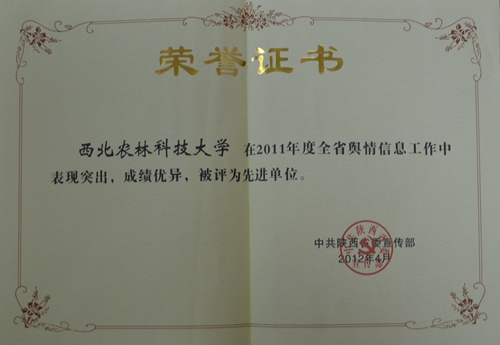 荣誉证书
西北农林科技大学 在2011年度全省舆情信息工作中
表现突出，成绩优异，被评为先进单位。
中共陕西省委宣传部
2012年4月